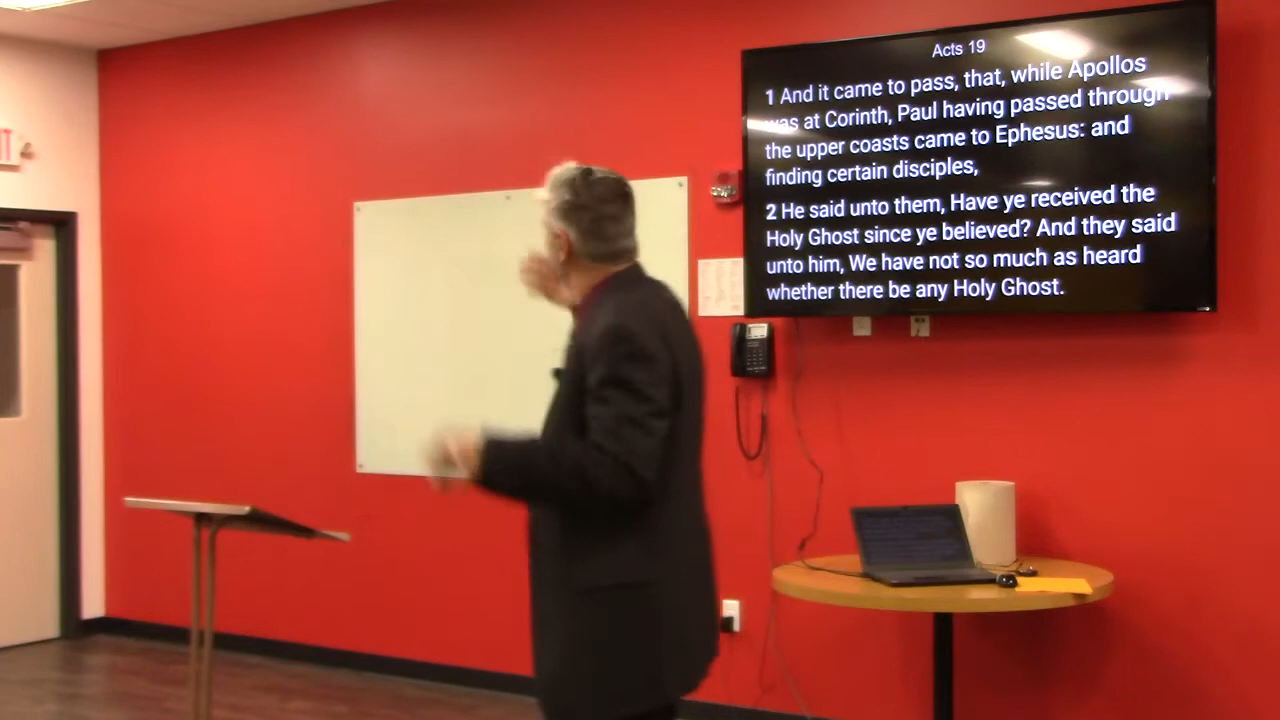 Acts 19
1 And it came to pass, that, while Apollos
was at Corinth, Paul having passed through
the upper coasts came to Ephesus: and
finding certain disciples,
2 He said unto them, Have ye received the
Holy Ghost since ye believed? And they said
unto him, We have not so much as heard
whether there be any Holy Ghost.